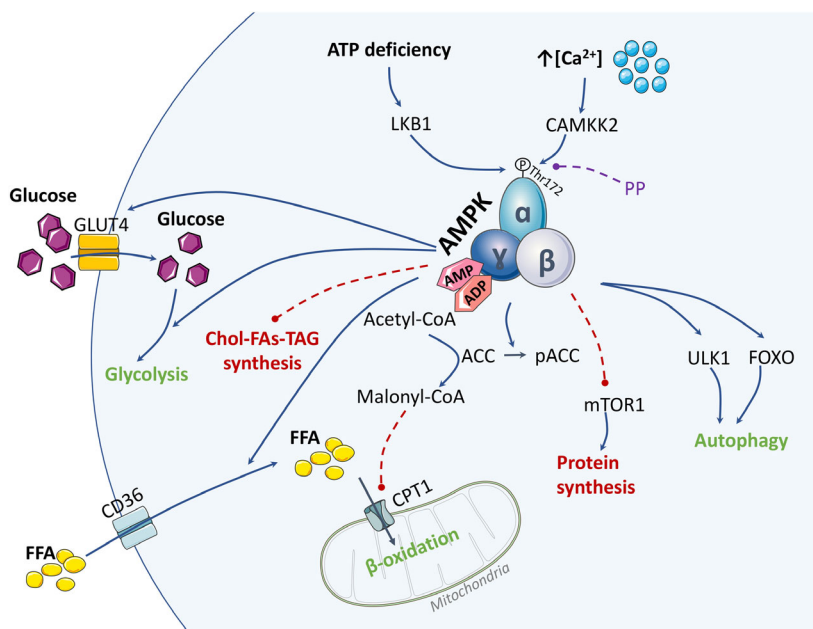 ATP deficiency
↑[Ca²⁺]
LKB1
CAMKK2
P
Thr172
PP
AMPK
α
γ
β
AMP
ADP
Glucose
GLUT4
Glucose
Glycolysis
Chol-FAs-TAG
synthesis
Acetyl-CoA
ACC
pACC
Malonyl-CoA
ULK1
FOXO
mTOR1
Autophagy
Protein
synthesis
FFA
CD36
FFA
CPT1
β-oxidation
Mitochondria